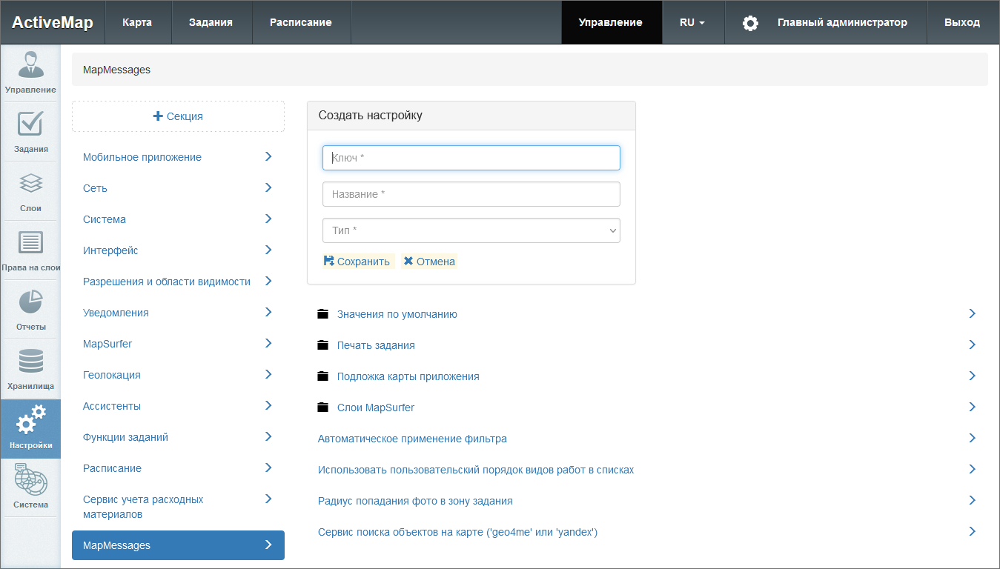 ActiveMap
Карта
Задания
Расписание
Управление
RU
Главный администратор
Выход
Управление
Задания
Слои
Права на слои
Отчеты
Хранилища
Настройки
Система
MapMessages
Секция
Мобильное приложение
Сеть
Система
Интерфейс
Разрешения и области видимости
Уведомления
MapSurfer
Геолокация
Ассистенты
Функции заданий
Расписание
Сервис учета расходных
материалов
MapMessages
Создать настройку
Ключ *
Название *
Тип *
Сохранить
Отмена
Значения по умолчанию
Печать задания
Подложка карты приложения
Слои MapSurfer
Автоматическое применение фильтра
Использовать пользовательский порядок видов работ в списках
Радиус попадания фото в зону задания
Сервис поиска объектов на карте ('geo4me' или 'yandex')